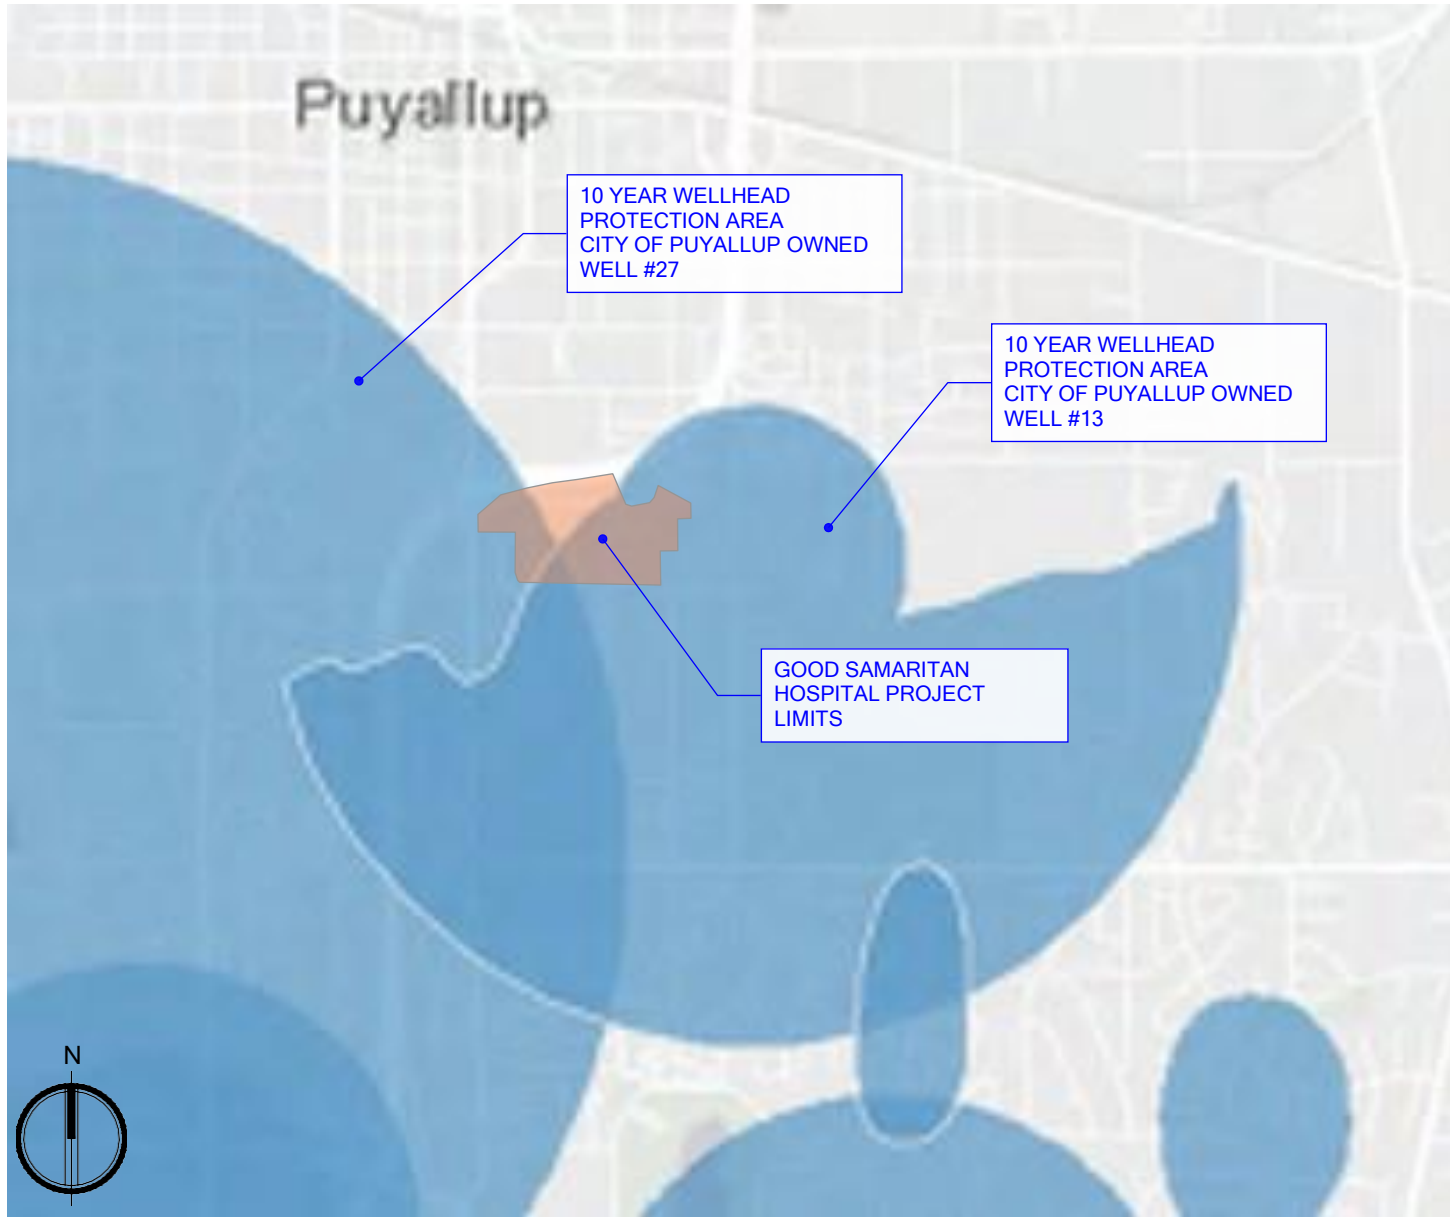 Puyallup
10 YEAR WELLHEAD
PROTECTION AREA
CITY OF PUYALLUP OWNED
WELL #27
10 YEAR WELLHEAD
PROTECTION AREA
CITY OF PUYALLUP OWNED
WELL #13
GOOD SAMARITAN
HOSPITAL PROJECT
LIMITS
N